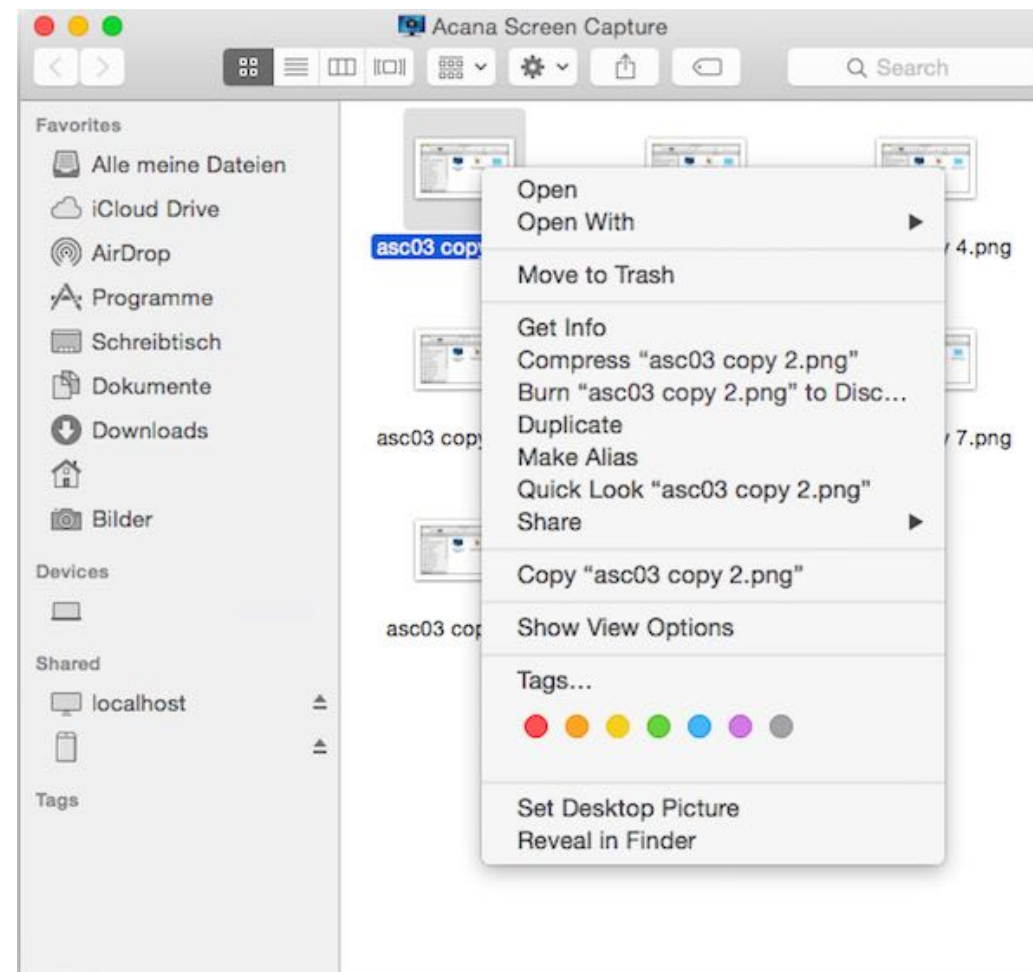 Acana Screen Capture
Search
Favorites
Alle meine Dateien
iCloud Drive
AirDrop
Programme
Schreibtisch
Dokumente
Downloads
Bilder
Devices
Shared
localhost
Tags
asc03 copy
4.png
asc03 copy
7.png
asc03 cop
Open
Open With
Move to Trash
Get Info
Compress “asc03 copy 2.png”
Burn “asc03 copy 2.png” to Disc...
Duplicate
Make Alias
Quick Look “asc03 copy 2.png”
Share
Copy “asc03 copy 2.png”
Show View Options
Tags...
Set Desktop Picture
Reveal in Finder